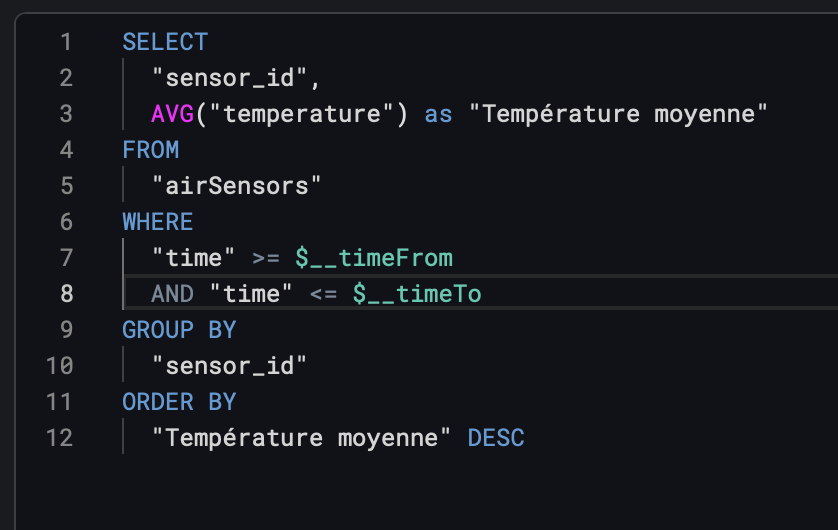 1 SELECT
2 "sensor_id",
3 AVG("temperature") as "Température moyenne"
4 FROM
5 "airSensors"
6 WHERE
7 "time" >= $__timeFrom
8 AND "time" <= $__timeTo
9 GROUP BY
10 "sensor_id"
11 ORDER BY
12 "Température moyenne" DESC